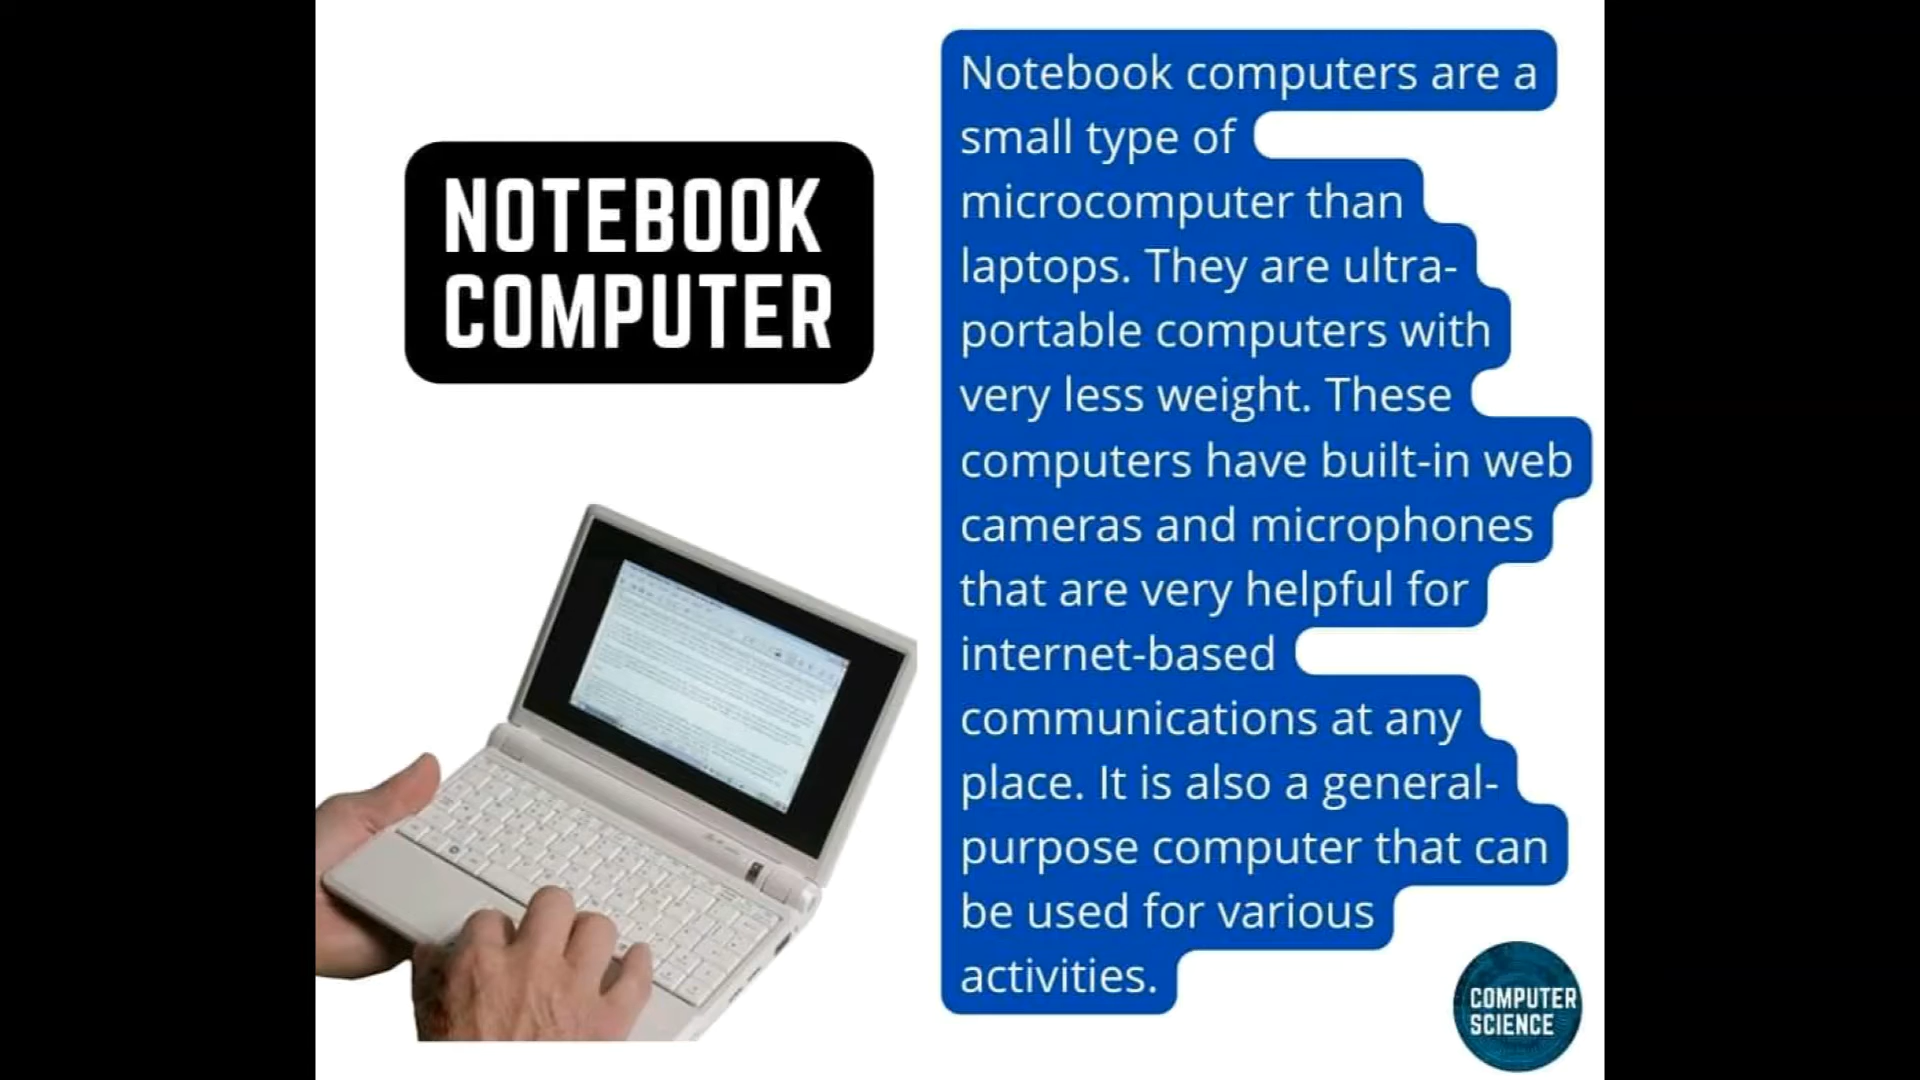 NOTEBOOK
COMPUTER
Notebook computers are a
small type of
microcomputer than
laptops. They are ultra-
portable computers with
very less weight. These
computers have built-in web
cameras and microphones
that are very helpful for
internet-based
communications at any
place. It is also a general-
purpose computer that can
be used for various
activities.
COMPUTER
SCIENCE